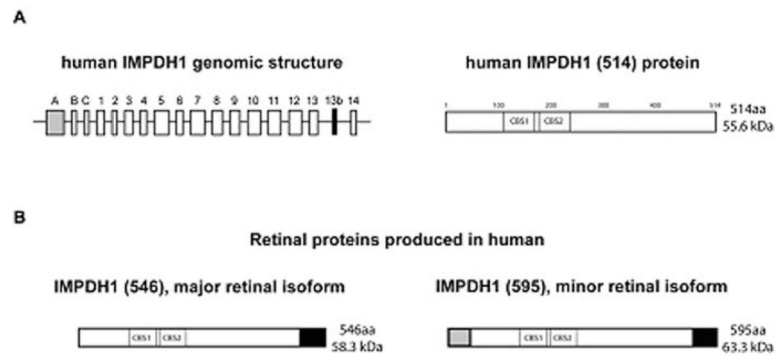 A
human IMPDH1 genomic structure
A B C 1 2 3 4 5 6 7 8 9 10 11 12 13 13b 14
human IMPDH1 (514) protein
1 100 200 300 400 514
CBS1 CBS2
514aa
55.6 kDa
B
Retinal proteins produced in human
IMPDH1 (546), major retinal isoform
CBS1 CBS2
546aa
58.3 kDa
IMPDH1 (595), minor retinal isoform
CBS1 CBS2
595aa
63.3 kDa